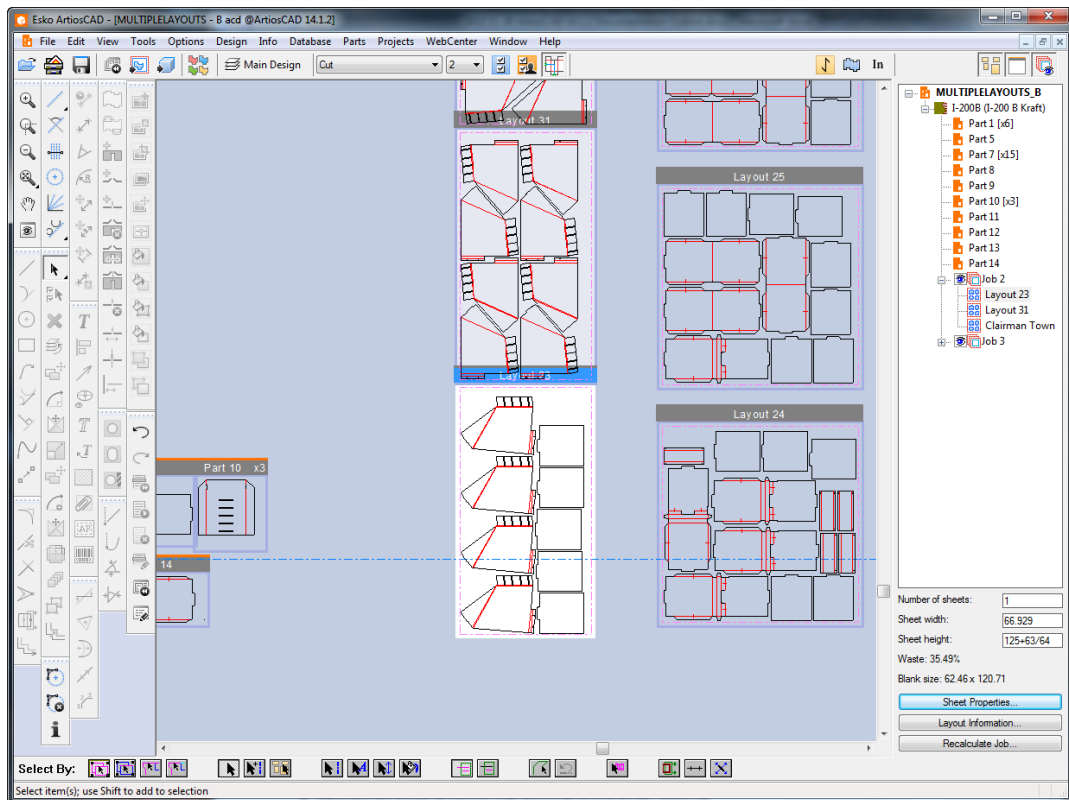 Esko ArtiosCAD - [MULTIPLELAYOUTS - B acd @ArtiosCAD 14.1.2]
File Edit View Tools Options Design Info Database Parts Projects WebCenter Window Help
Main Design Cut 2 In
Layout 31
Layout 25
Layout 23
Layout 24
Part 10 x3
14
MULTIPLELAYOUTS_B
I-200B (I-200 B Kraft)
Part 1 [x6]
Part 5
Part 7 [x15]
Part 8
Part 9
Part 10 [x3]
Part 11
Part 12
Part 13
Part 14
Job 2
Layout 23
Layout 31
Clairman Town
Job 3
Number of sheets: 1
Sheet width: 66.929
Sheet height: 125+63/64
Waste: 35.49%
Blank size: 62.46 x 120.71
Sheet Properties...
Layout Information...
Recalculate Job...
Select By:
Select item(s); use Shift to add to selection